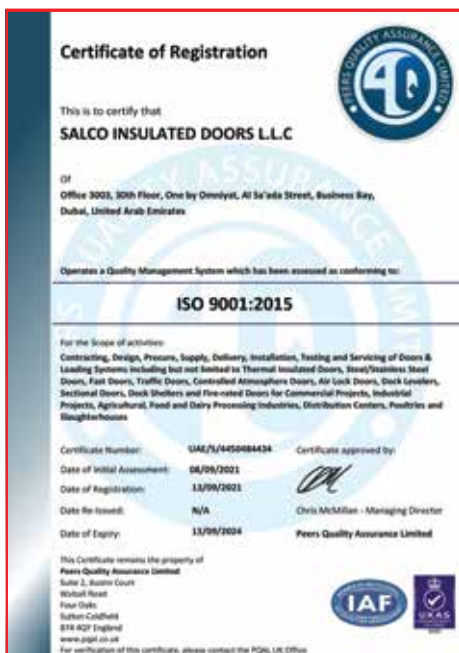 Certificate of Registration
PEERS QUALITY ASSURANCE LIMITED
This is to certify that
SALCO INSULATED DOORS L.L.C
Of
Office 3003, 30th Floor, One by Omniyat, Al Sa'ada Street, Business Bay,
Dubai, United Arab Emirates
Operates a Quality Management System which has been assessed as conforming to:
ISO 9001:2015
For the Scope of activities:
Contracting, Design, Procure, Supply, Delivery, Installation, Testing and Servicing of Doors &
Loading Systems including but not limited to Thermal Insulated Doors, Steel/Stainless Steel
Doors, Fast Doors, Traffic Doors, Controlled Atmosphere Doors, Air Lock Doors, Dock Levelers,
Sectional Doors, Dock Shelters and Fire-rated Doors for Commercial Projects, Industrial
Projects, Agricultural, Food and Dairy Processing Industries, Distribution Centers, Poultries and
Slaughterhouses
Certificate Number: UAE/S/4450484434 Certificate approved by:
Date of Initial Assessment: 08/09/2021
Date of Registration: 13/09/2021
Date Re-Issued: N/A Chris McMillan - Managing Director
Date of Expiry: 13/09/2024 Peers Quality Assurance Limited
This Certificate remains the property of
Peers Quality Assurance Limited
Suite 2, Austin Court
Walsall Road
Four Oaks
Sutton Coldfield
B74 4QY England
www.pqal.co.uk
For verification of this certificate, please contact the PQAL UK Office
IAF
UKAS